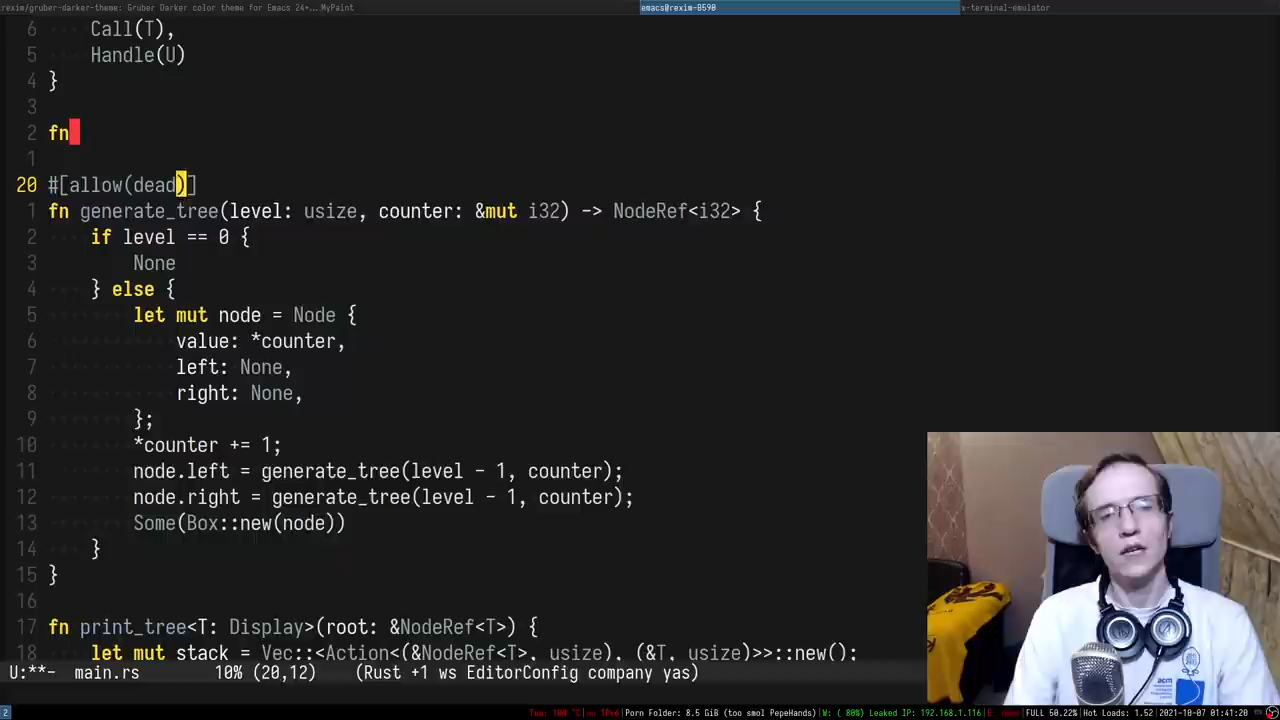 rexim/gruber-darker-theme: Gruber Darker color theme for Emacs 24+...MyPaint
emacs@rexim-B590
x-terminal-emulator
6 Call(T),
5 Handle(U)
4 }
3
2 fn
1
20 #[allow(dead)]
1 fn generate_tree(level: usize, counter: &mut i32) -> NodeRef<i32> {
2 if level == 0 {
3 None
4 } else {
5 let mut node = Node {
6 value: *counter,
7 left: None,
8 right: None,
9 };
10 *counter += 1;
11 node.left = generate_tree(level - 1, counter);
12 node.right = generate_tree(level - 1, counter);
13 Some(Box::new(node))
14 }
15 }
16
17 fn print_tree<T: Display>(root: &NodeRef<T>) {
18 let mut stack = Vec::<Action<(&NodeRef<T>, usize), (&T, usize)>>::new();
U:**- main.rs 10% (20,12) (Rust +1 ws EditorConfig company yas)
2
Porn Folder: 8.5 GiB (too smol PepeHands) W: ( 80%) Leaked IP: 192.168.1.116 FULL 50.22% Hot Loads: 1.52 2021-10-07 01:41:20